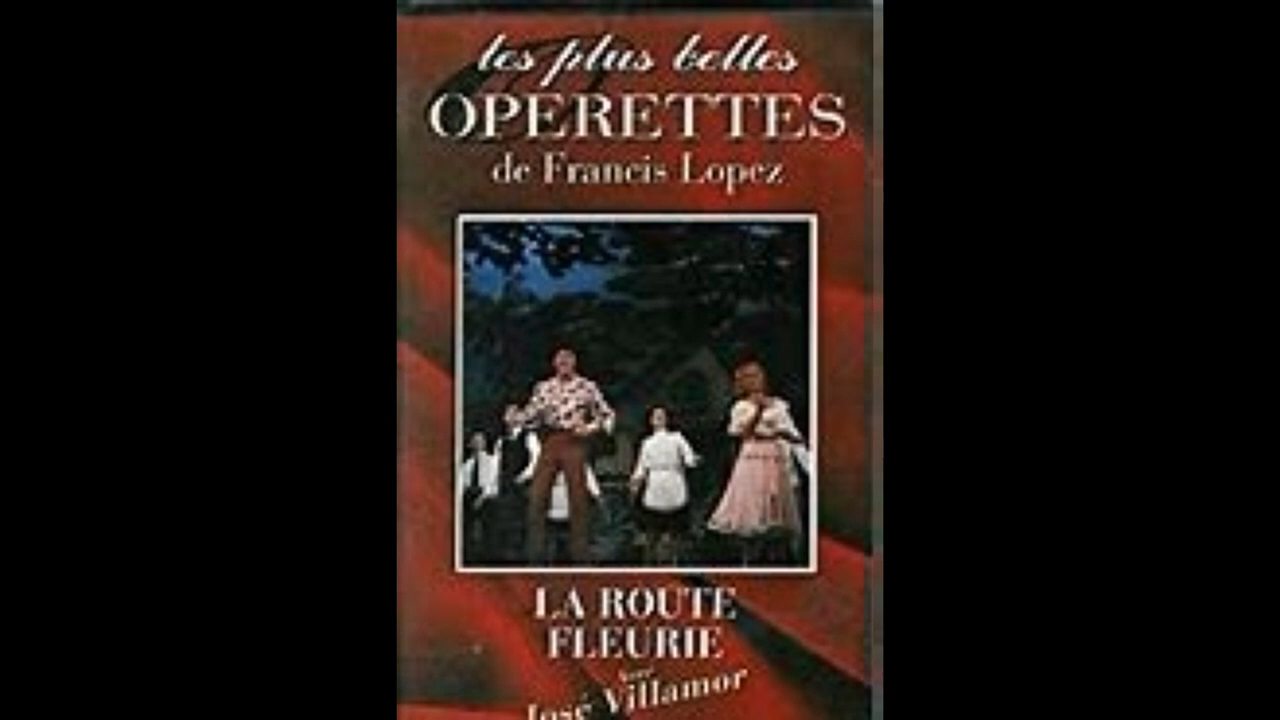 les plus belles
OPERETTES
de Francis Lopez
LA ROUTE
FLEURIE
avec
José Villamor